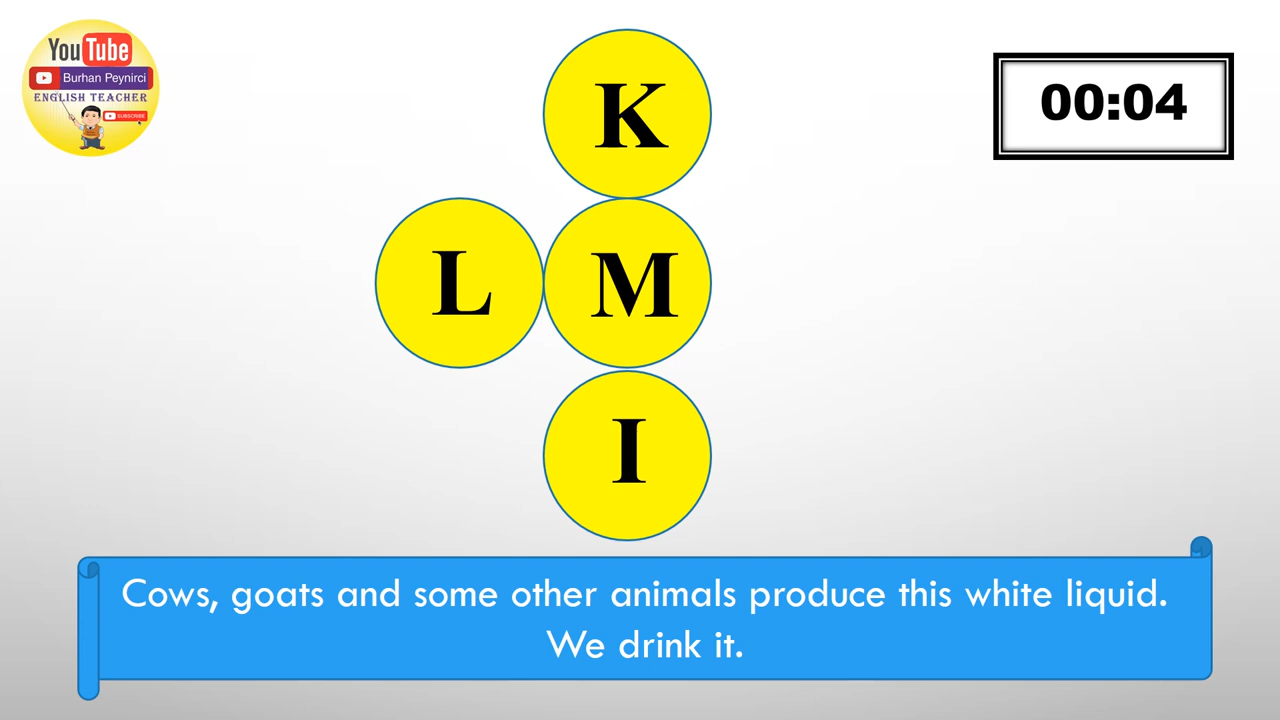 YouTube
Burhan Peynirci
ENGLISH TEACHER
SUBSCRIBE
00:04
K
L M
I
Cows, goats and some other animals produce this white liquid.
We drink it.